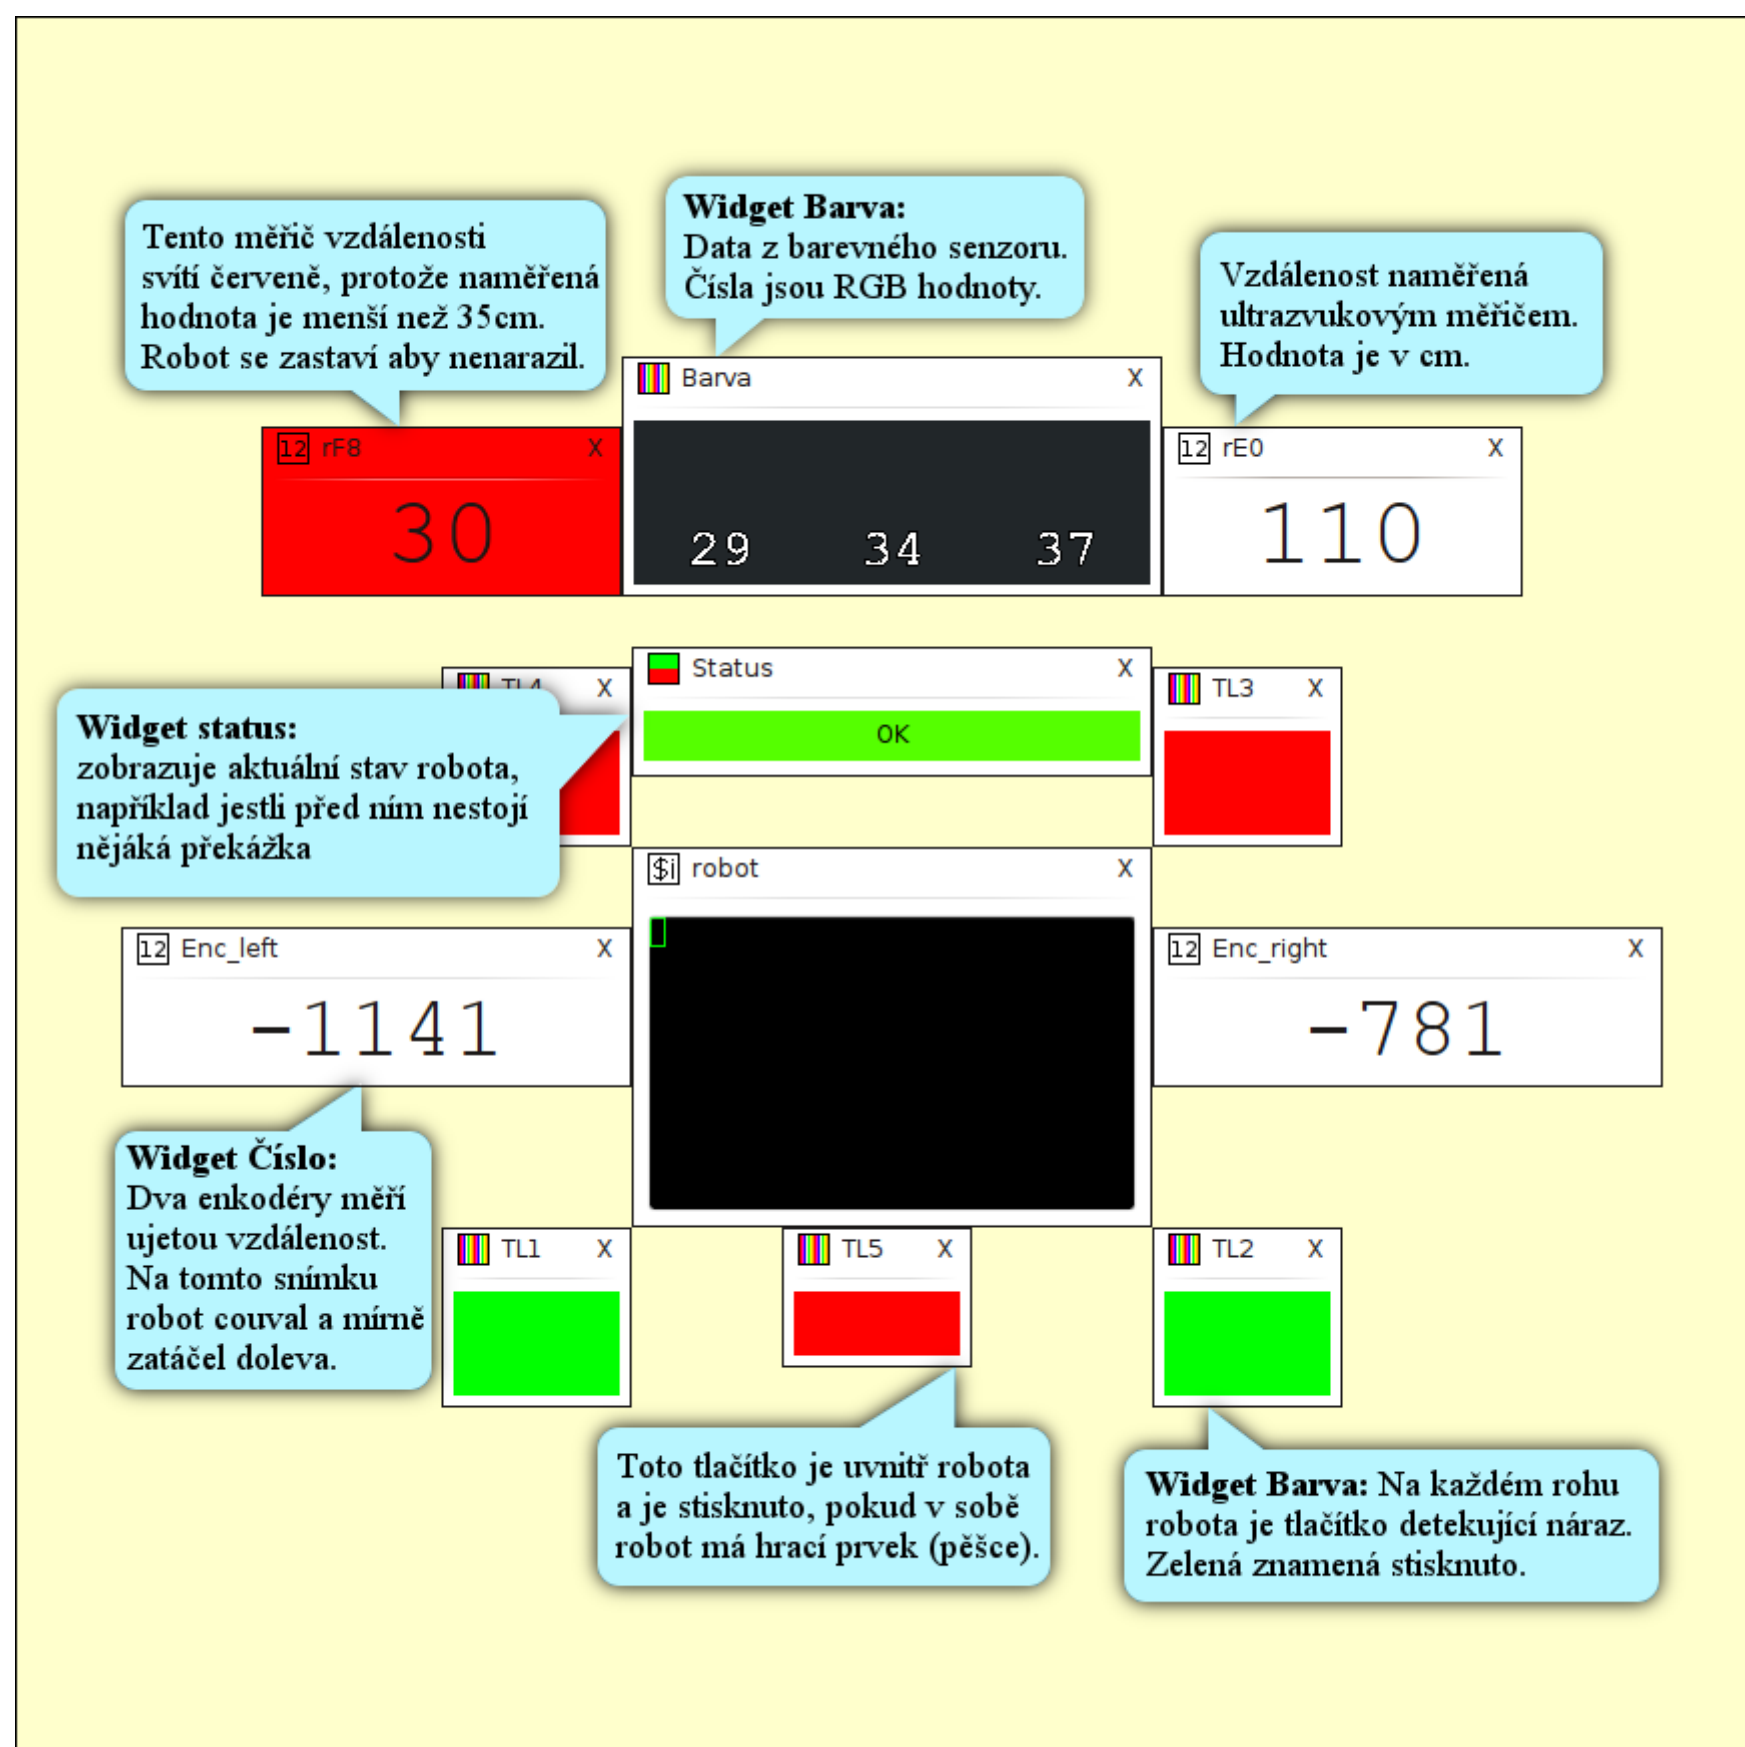 Tento měřič vzdálenosti
svítí červeně, protože naměřená
hodnota je menší než 35cm.
Robot se zastaví aby nenarazil.
Widget Barva:
Data z barevného senzoru.
Čísla jsou RGB hodnoty.
Vzdálenost naměřená
ultrazvukovým měřičem.
Hodnota je v cm.
12 rF8 X
30
Barva X
29 34 37
12 rE0 X
110
TL4 X
Status X
OK
TL3 X
Widget status:
zobrazuje aktuální stav robota,
například jestli před ním nestojí
nějáká překážka
$i robot X
12 Enc_left X
-1141
12 Enc_right X
-781
Widget Číslo:
Dva enkodéry měří
ujetou vzdálenost.
Na tomto snímku
robot couval a mírně
zatáčel doleva.
TL1 X
TL5 X
TL2 X
Toto tlačítko je uvnitř robota
a je stisknuto, pokud v sobě
robot má hrací prvek (pěšce).
Widget Barva: Na každém rohu
robota je tlačítko detekující náraz.
Zelená znamená stisknuto.